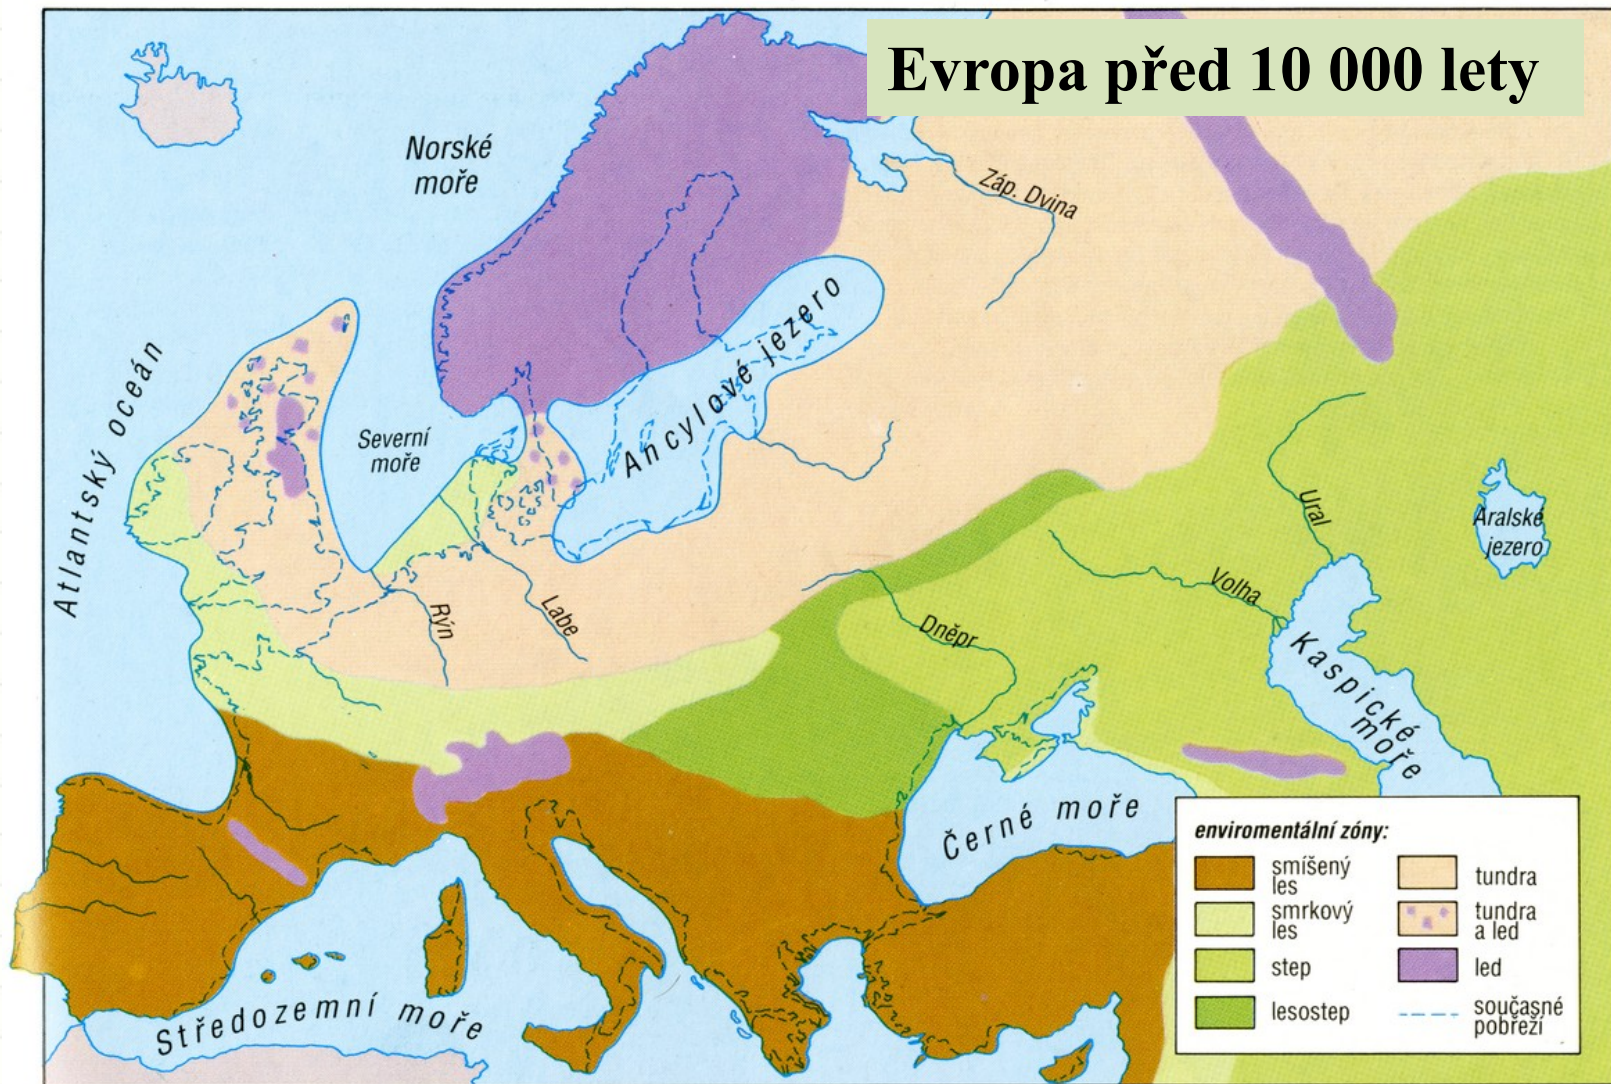 Evropa před 10 000 lety
Norské
moře
Záp. Dvina
Atlantský oceán
Severní
moře
Ancylové jezero
Ural
Aralské
jezero
Volha
Rýn
Labe
Dněpr
Kaspické
moře
Černé moře
Středozemní moře
enviromentální zóny:
smíšený
les
smrkový
les
step
lesostep
tundra
tundra
a led
led
současné
pobřeží